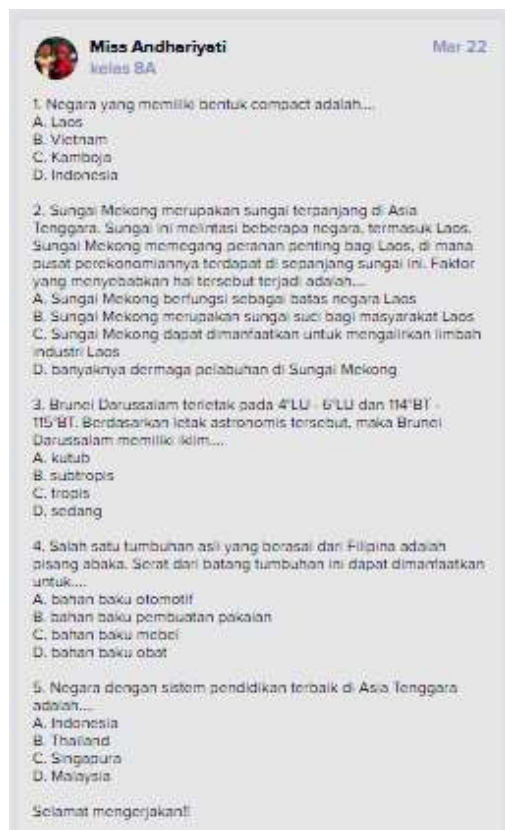 Miss Andhariyati
Mar 22
kelas 8A
1. Negara yang memiliki bentuk compact adalah....
A. Laos
B. Vietnam
C. Kamboja
D. Indonesia
2. Sungai Mekong merupakan sungai terpanjang di Asia
Tenggara. Sungai ini melintasi beberapa negara, termasuk Laos.
Sungai Mekong memegang peranan penting bagi Laos, di mana
pusat perekonomiannya terdapat di sepanjang sungai ini. Faktor
yang menyebabkan hal tersebut terjadi adalah....
A. Sungai Mekong berfungsi sebagai batas negara Laos
B. Sungai Mekong merupakan sungai suci bagi masyarakat Laos
C. Sungai Mekong dapat dimanfaatkan untuk mengalirkan limbah
industri Laos
D. banyaknya dermaga pelabuhan di Sungai Mekong
3. Brunei Darussalam terletak pada 4°LU - 6°LU dan 114°BT -
115°BT. Berdasarkan letak astronomis tersebut, maka Brunei
Darussalam memiliki iklim....
A. kutub
B. subtropis
C. tropis
D. sedang
4. Salah satu tumbuhan asli yang berasal dari Filipina adalah
pisang abaka. Serat dari batang tumbuhan ini dapat dimanfaatkan
untuk....
A. bahan baku otomotif
B. bahan baku pembuatan pakaian
C. bahan baku mebel
D. bahan baku obat
5. Negara dengan sistem pendidikan terbaik di Asia Tenggara
adalah....
A. Indonesia
B. Thailand
C. Singapura
D. Malaysia
Selamat mengerjakan!!